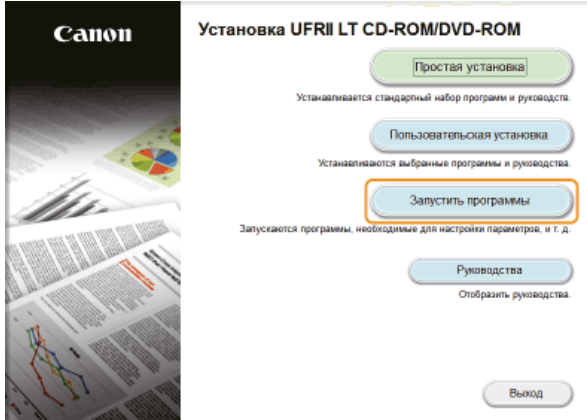 Canon
Установка UFRII LT CD-ROM/DVD-ROM
Простая установка
Устанавливается стандартный набор программ и руководств.
Пользовательская установка
Устанавливаются выбранные программы и руководства.
Запустить программы
Запускаются программы, необходимые для настройки параметров, и т. д.
Руководства
Отобразить руководства.
Выход